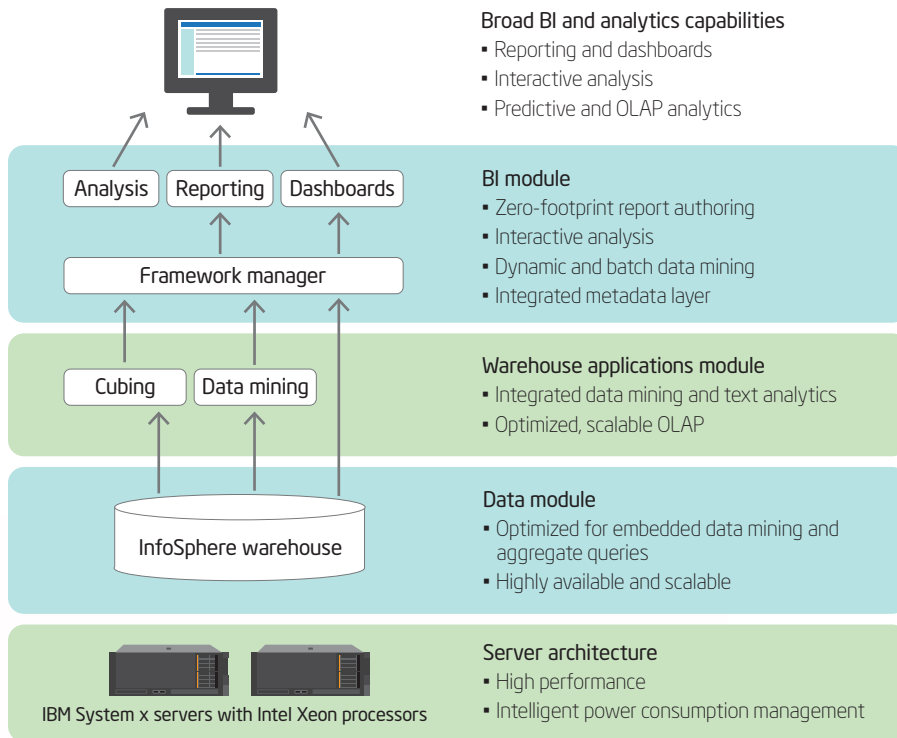 Broad BI and analytics capabilities
▪ Reporting and dashboards
▪ Interactive analysis
▪ Predictive and OLAP analytics
Analysis
Reporting
Dashboards
Framework manager
BI module
▪ Zero-footprint report authoring
▪ Interactive analysis
▪ Dynamic and batch data mining
▪ Integrated metadata layer
Cubing
Data mining
Warehouse applications module
▪ Integrated data mining and text analytics
▪ Optimized, scalable OLAP
InfoSphere warehouse
Data module
▪ Optimized for embedded data mining and
aggregate queries
▪ Highly available and scalable
IBM System x servers with Intel Xeon processors
Server architecture
▪ High performance
▪ Intelligent power consumption management